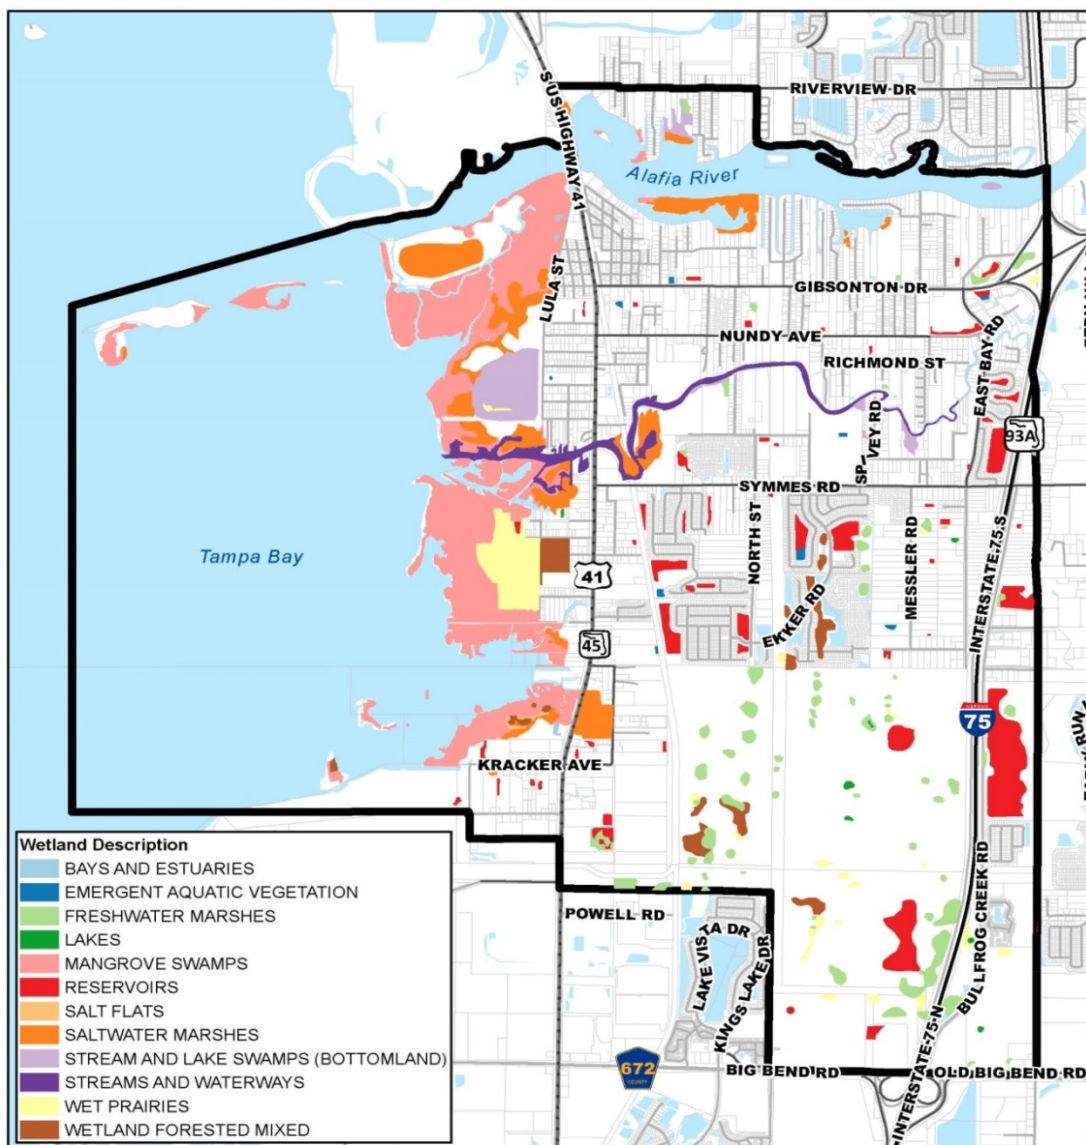 RIVERVIEW DR
S US HIGHWAY 41
Alafia River
LULA ST
GIBSONTON DR
NUNDY AVE
RICHMOND ST
EAST BAY RD
93A
VEY RD
SYMMES RD
SP
Tampa Bay
NORTH ST
MESSLER RD
INTERSTATE 75 S
41
EKKER RD
45
75
KRACKER AVE
BULLFROG CREEK RD
POWELL RD
LAKE VISTA DR
KINGS LAKE DR
INTERSTATE 75 N
672
COUNTY
BIG BEND RD
OLD BIG BEND RD
Wetland Description
BAYS AND ESTUARIES
EMERGENT AQUATIC VEGETATION
FRESHWATER MARSHES
LAKES
MANGROVE SWAMPS
RESERVOIRS
SALT FLATS
SALTWATER MARSHES
STREAM AND LAKE SWAMPS (BOTTOMLAND)
STREAMS AND WATERWAYS
WET PRAIRIES
WETLAND FORESTED MIXED